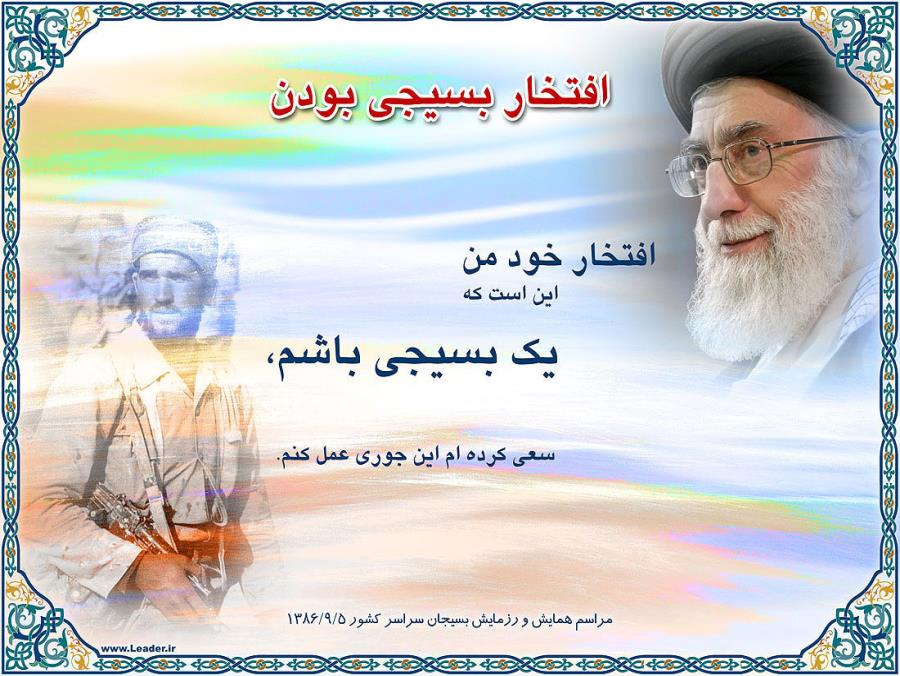 افتخار بسیجی بودن
افتخار خود من
این است که
یک بسیجی باشم،
سعی کرده ام این جوری عمل کنم.
مراسم همایش و رزمایش بسیجان سراسر کشور ۱۳۸۶/۹/۵
www.Leader.ir